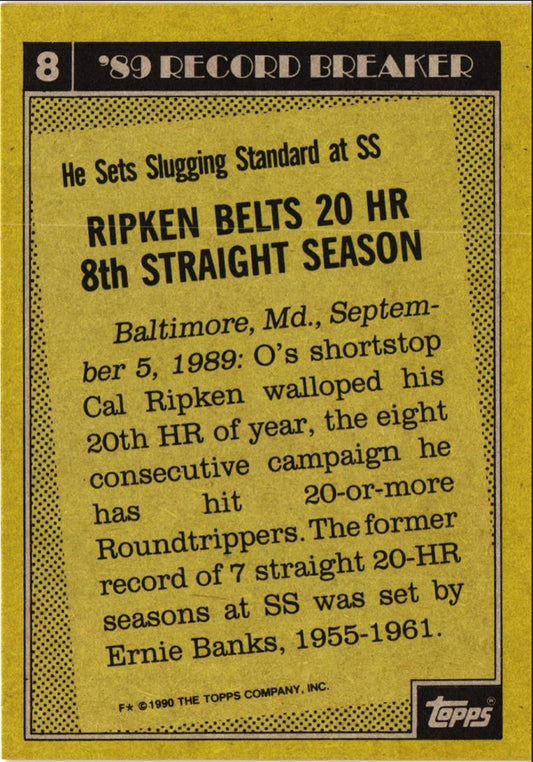 8 '89 RECORD BREAKER
He Sets Slugging Standard at SS
RIPKEN BELTS 20 HR
8th STRAIGHT SEASON
Baltimore, Md., Septem-
ber 5, 1989: O's shortstop
Cal Ripken walloped his
20th HR of year, the eight
consecutive campaign he
has hit 20-or-more
Roundtrippers. The former
record of 7 straight 20-HR
seasons at SS was set by
Ernie Banks, 1955-1961.
F★ ©1990 THE TOPPS COMPANY, INC.
topps®